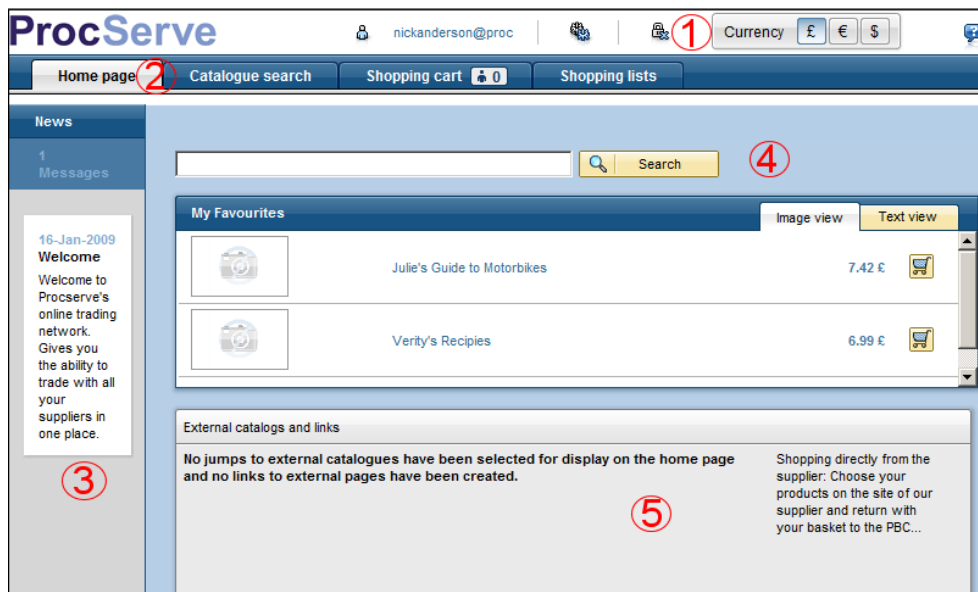 ProcServe
nickanderson@proc
1
Currency £ € $
Home page
2
Catalogue search
Shopping cart 0
Shopping lists
News
1
Messages
Search
4
My Favourites
Image view
Text view
16-Jan-2009
Welcome
Welcome to
Procserve's
online trading
network.
Gives you
the ability to
trade with all
your
suppliers in
one place.
3
Julie's Guide to Motorbikes
7.42 £
Verity's Recipies
6.99 £
External catalogs and links
No jumps to external catalogues have been selected for display on the home page
and no links to external pages have been created.
5
Shopping directly from the
supplier: Choose your
products on the site of our
supplier and return with
your basket to the PBC...